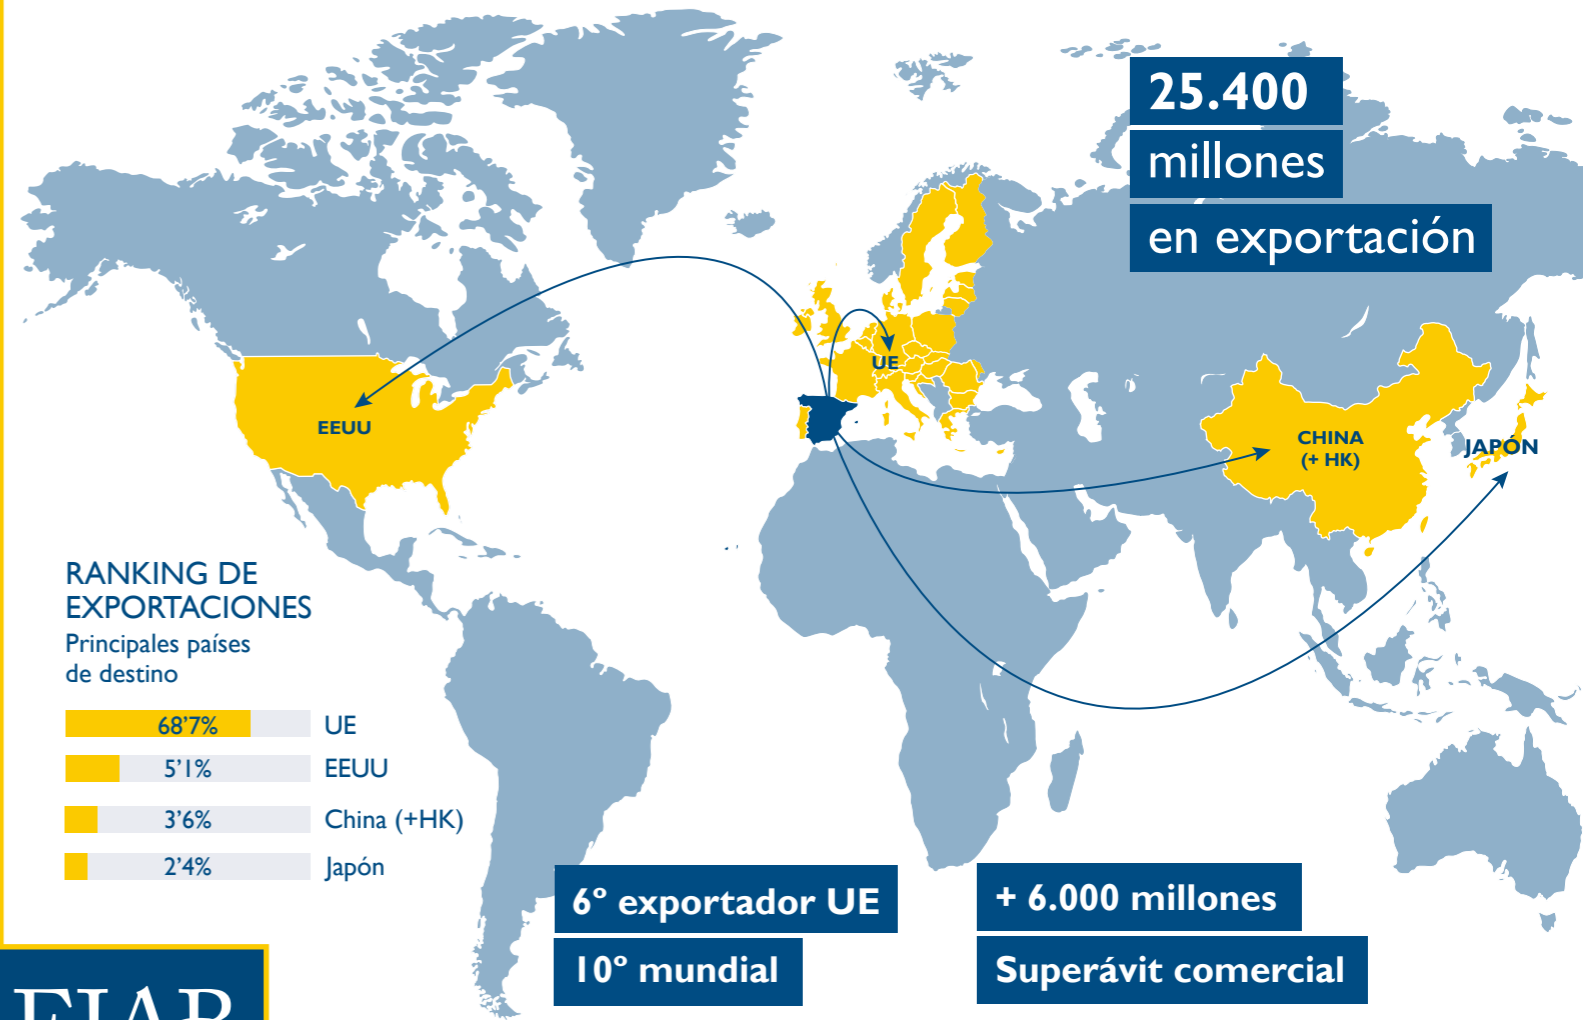 25.400
millones
en exportación
UE
EEUU
CHINA
(+ HK)
JAPÓN
RANKING DE
EXPORTACIONES
Principales países
de destino
68'7% UE
5'1% EEUU
3'6% China (+HK)
2'4% Japón
6º exportador UE
10º mundial
+ 6.000 millones
Superávit comercial
FIAB